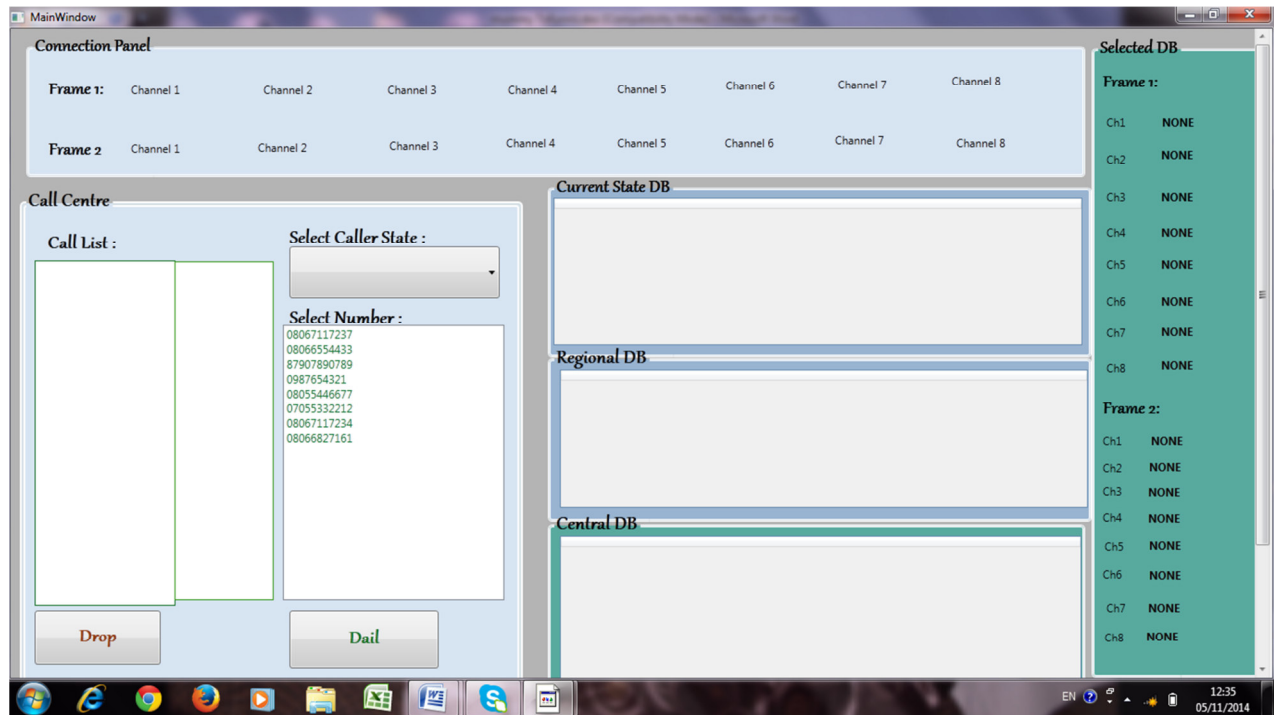 MainWindow
Connection Panel
Frame 1: Channel 1 Channel 2 Channel 3 Channel 4 Channel 5 Channel 6 Channel 7 Channel 8
Frame 2 Channel 1 Channel 2 Channel 3 Channel 4 Channel 5 Channel 6 Channel 7 Channel 8
Call Centre
Call List :
Select Caller State :
Select Number :
08067117237
08066554433
87907890789
0987654321
08055446677
07055332212
08067117234
08066827161
Drop
Dail
Current State DB
Regional DB
Central DB
Selected DB
Frame 1:
Ch1 NONE
Ch2 NONE
Ch3 NONE
Ch4 NONE
Ch5 NONE
Ch6 NONE
Ch7 NONE
Ch8 NONE
Frame 2:
Ch1 NONE
Ch2 NONE
Ch3 NONE
Ch4 NONE
Ch5 NONE
Ch6 NONE
Ch7 NONE
Ch8 NONE
EN
12:35
05/11/2014